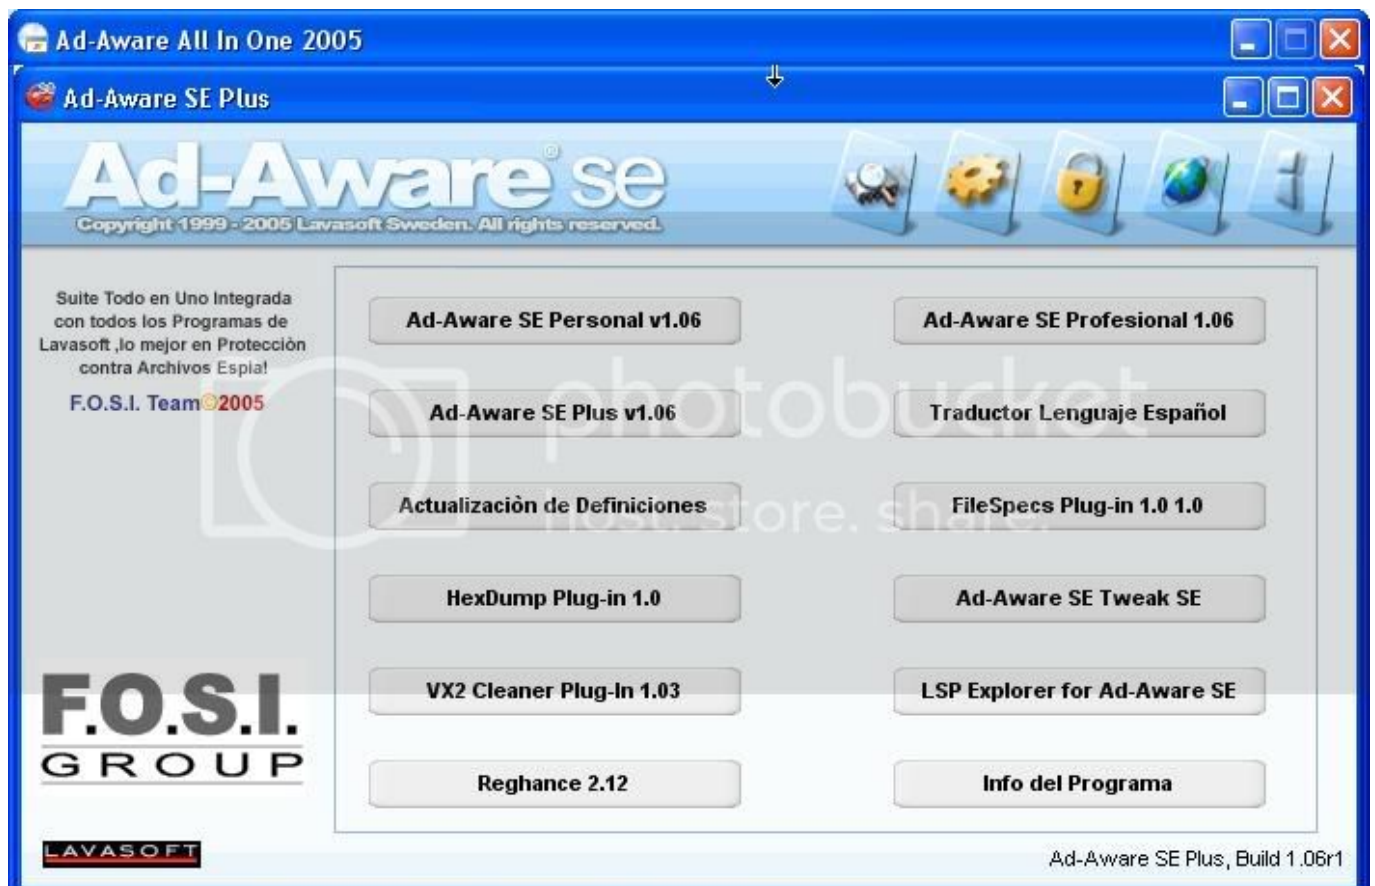 Ad-Aware All In One 2005
Ad-Aware SE Plus
Ad-Aware® se
Copyright 1999 - 2005 Lavasoft Sweden. All rights reserved.
Suite Todo en Uno Integrada
con todos los Programas de
Lavasoft ,lo mejor en Protecciòn
contra Archivos Espia!
F.O.S.I. Team©2005
Ad-Aware SE Personal v1.06
Ad-Aware SE Profesional 1.06
Ad-Aware SE Plus v1.06
Traductor Lenguaje Español
Actualizaciòn de Definiciones
FileSpecs Plug-in 1.0 1.0
HexDump Plug-in 1.0
Ad-Aware SE Tweak SE
VX2 Cleaner Plug-In 1.03
LSP Explorer for Ad-Aware SE
Reghance 2.12
Info del Programa
photobucket
host. store. share.
F.O.S.I.
GROUP
LAVASOFT
Ad-Aware SE Plus, Build 1.06r1